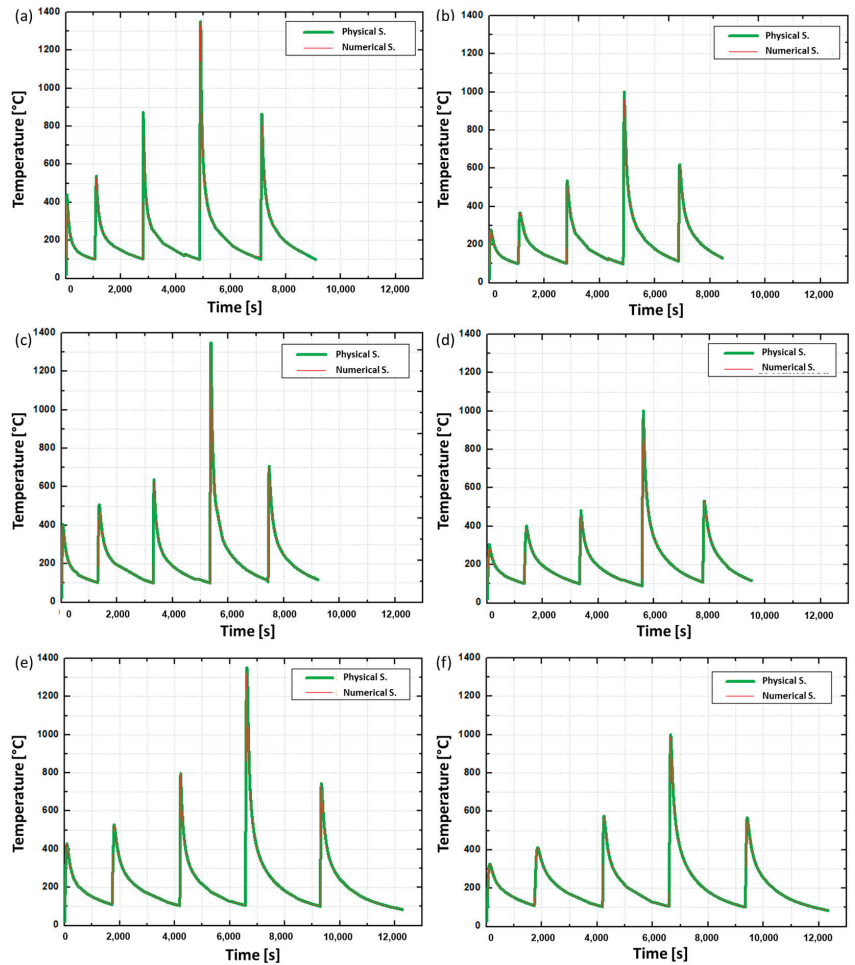 (a)
1400
1200
1000
800
600
400
200
0
Temperature [°C]
Physical S.
Numerical S.
0
2,000
4,000
6,000
8,000
10,000
12,000
Time [s]
(b)
1400
1200
1000
800
600
400
200
0
Temperature [°C]
Physical S.
Numerical S.
0
2,000
4,000
6,000
8,000
10,000
12,000
Time [s]
(c)
1400
1200
1000
800
600
400
200
Temperature [°C]
Physical S.
Numerical S.
2,000
4,000
6,000
8,000
10,000
12,000
Time [s]
(d)
1400
1200
1000
800
600
400
200
0
Temperature [°C]
Physical S.
Numerical S.
0
2,000
4,000
6,000
8,000
10,000
12,000
Time [s]
(e)
1400
1200
1000
800
600
400
200
0
Temperature [°C]
Physical S.
Numerical S.
0
2,000
4,000
6,000
8,000
10,000
12,000
Time [s]
(f)
1400
1200
1000
800
600
400
200
0
Temperature [°C]
Physical S.
Numerical S.
0
2,000
4,000
6,000
8,000
10,000
12,000
Time [s]